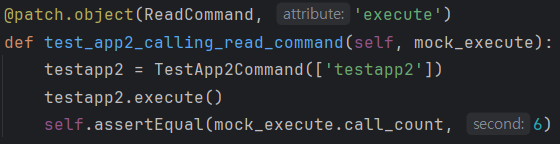 @patch.object(ReadCommand, attribute: 'execute')
def test_app2_calling_read_command(self, mock_execute):
testapp2 = TestApp2Command(['testapp2'])
testapp2.execute()
self.assertEqual(mock_execute.call_count, second: 6)